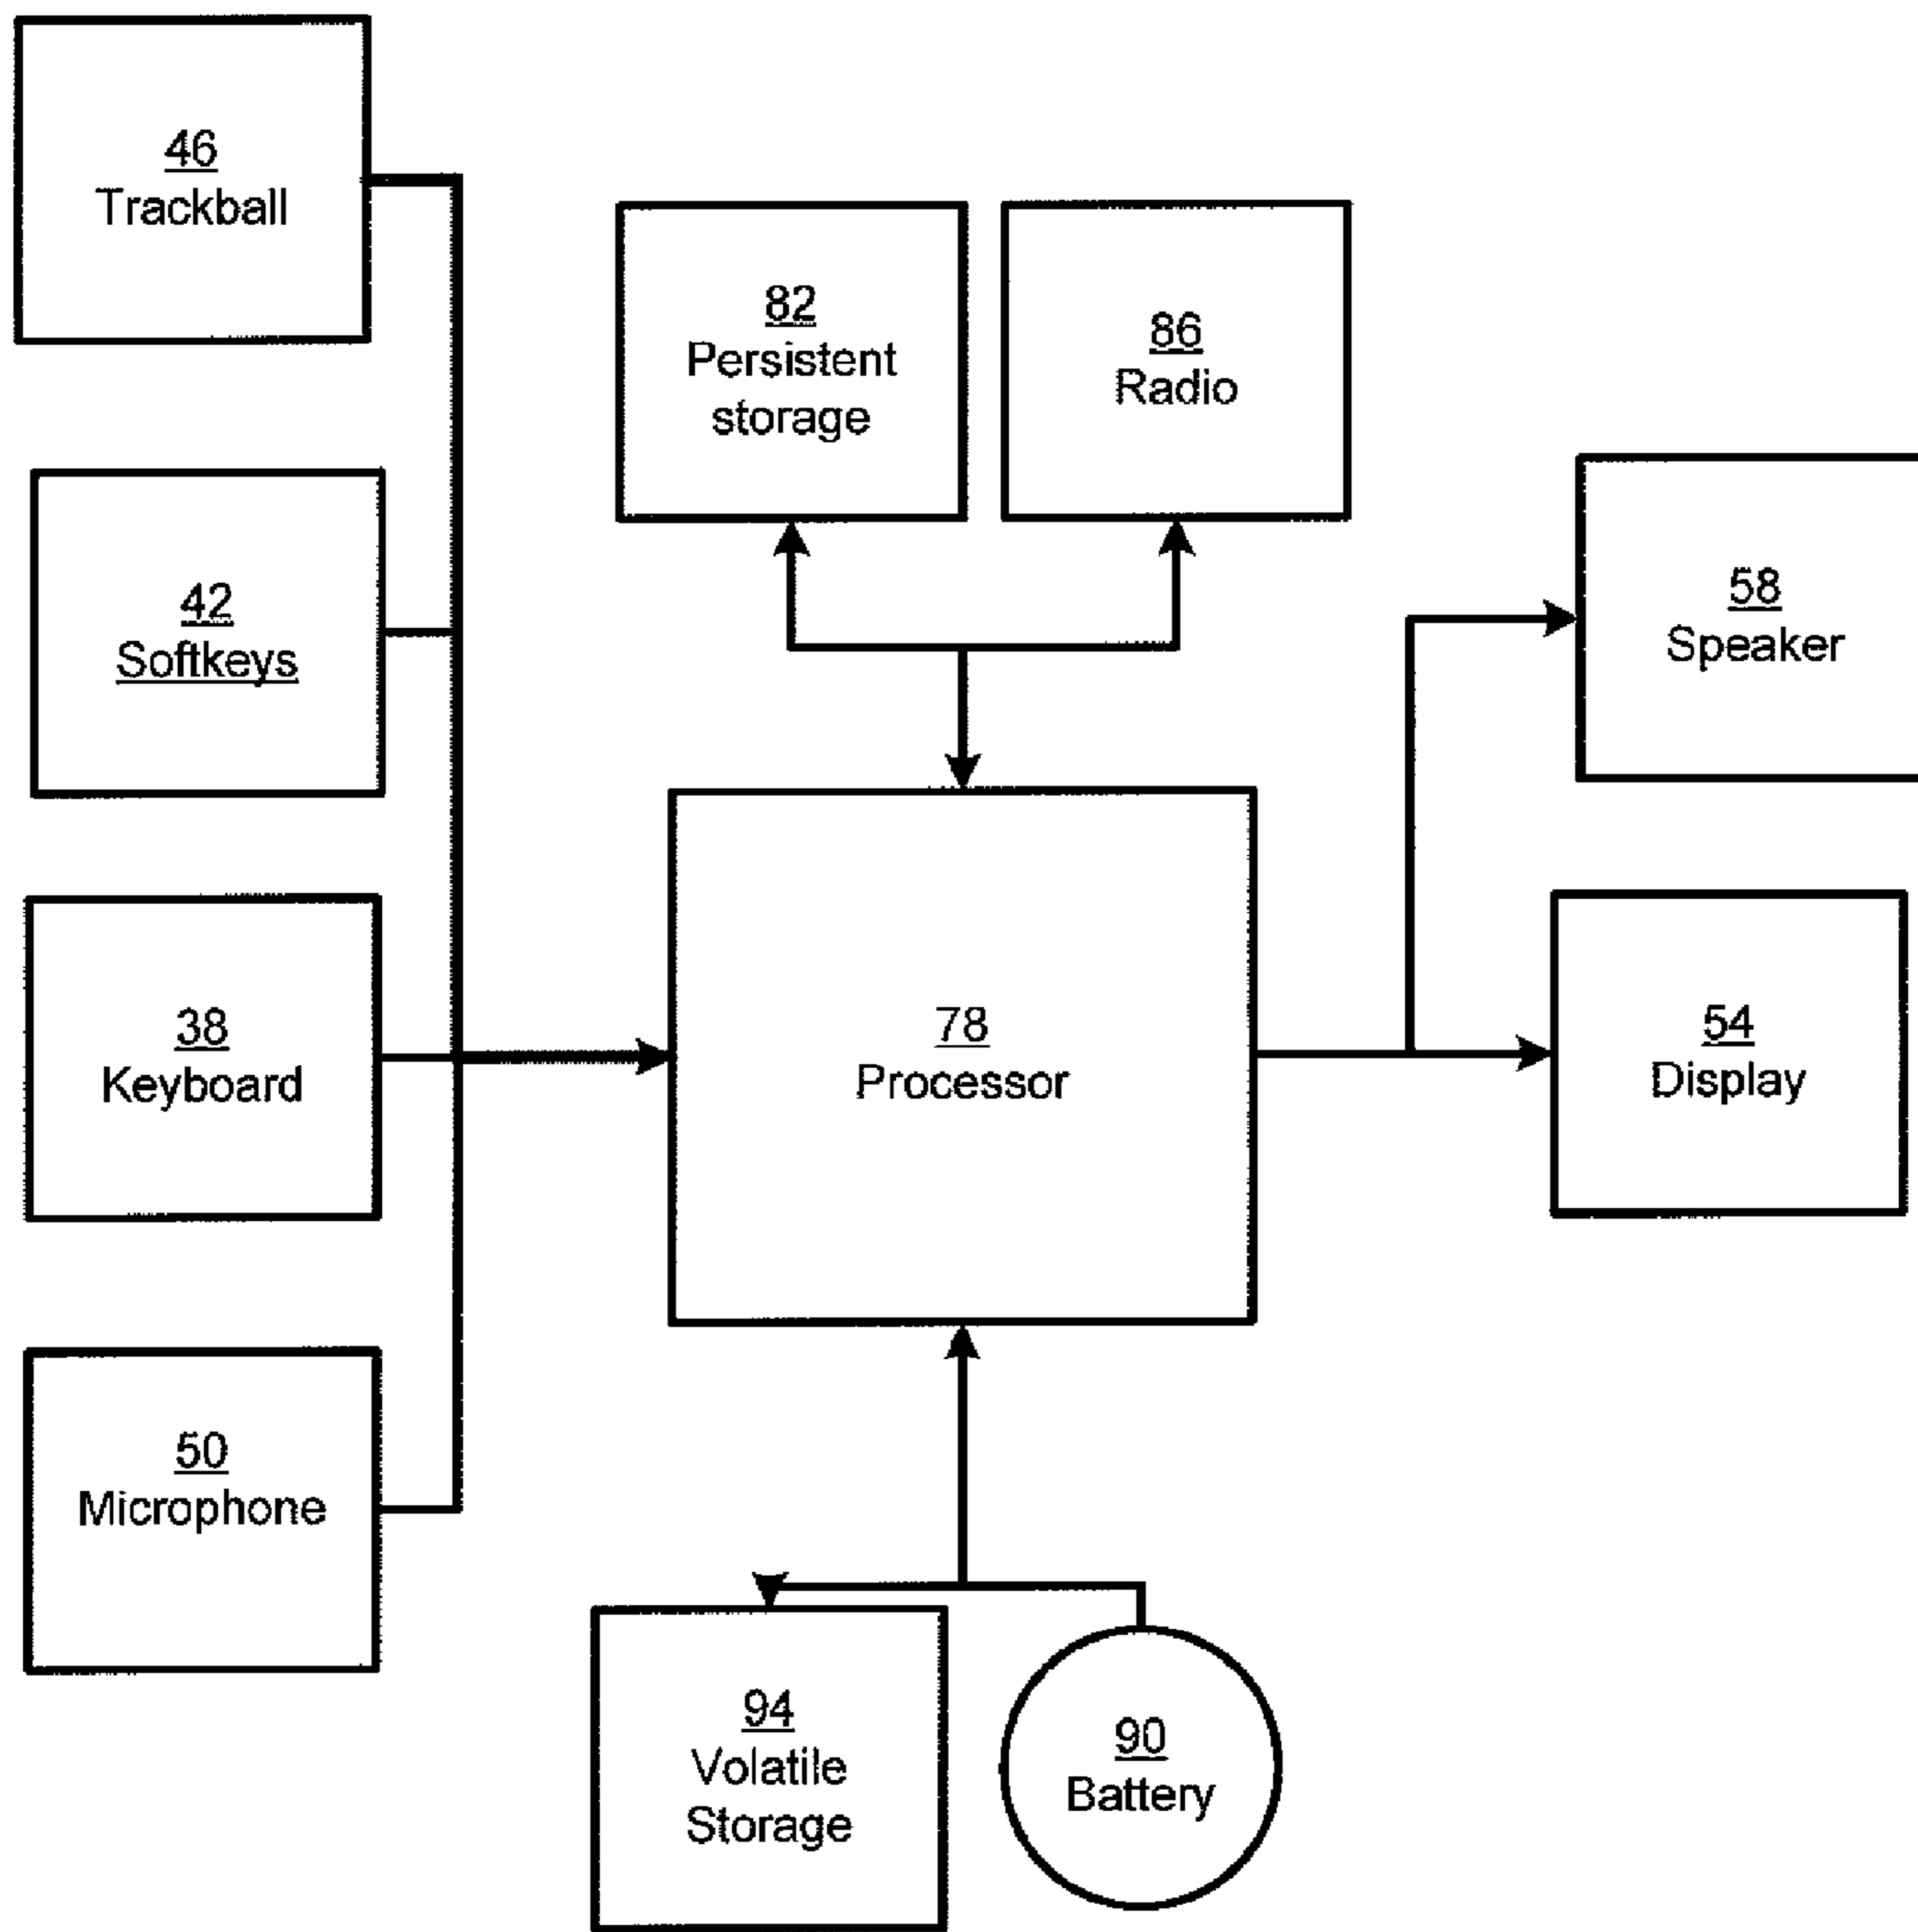 46
Trackball
82
Persistent
storage
86
Radio
42
Softkeys
58
Speaker
38
Keyboard
78
Processor
54
Display
50
Microphone
94
Volatile
Storage
90
Battery